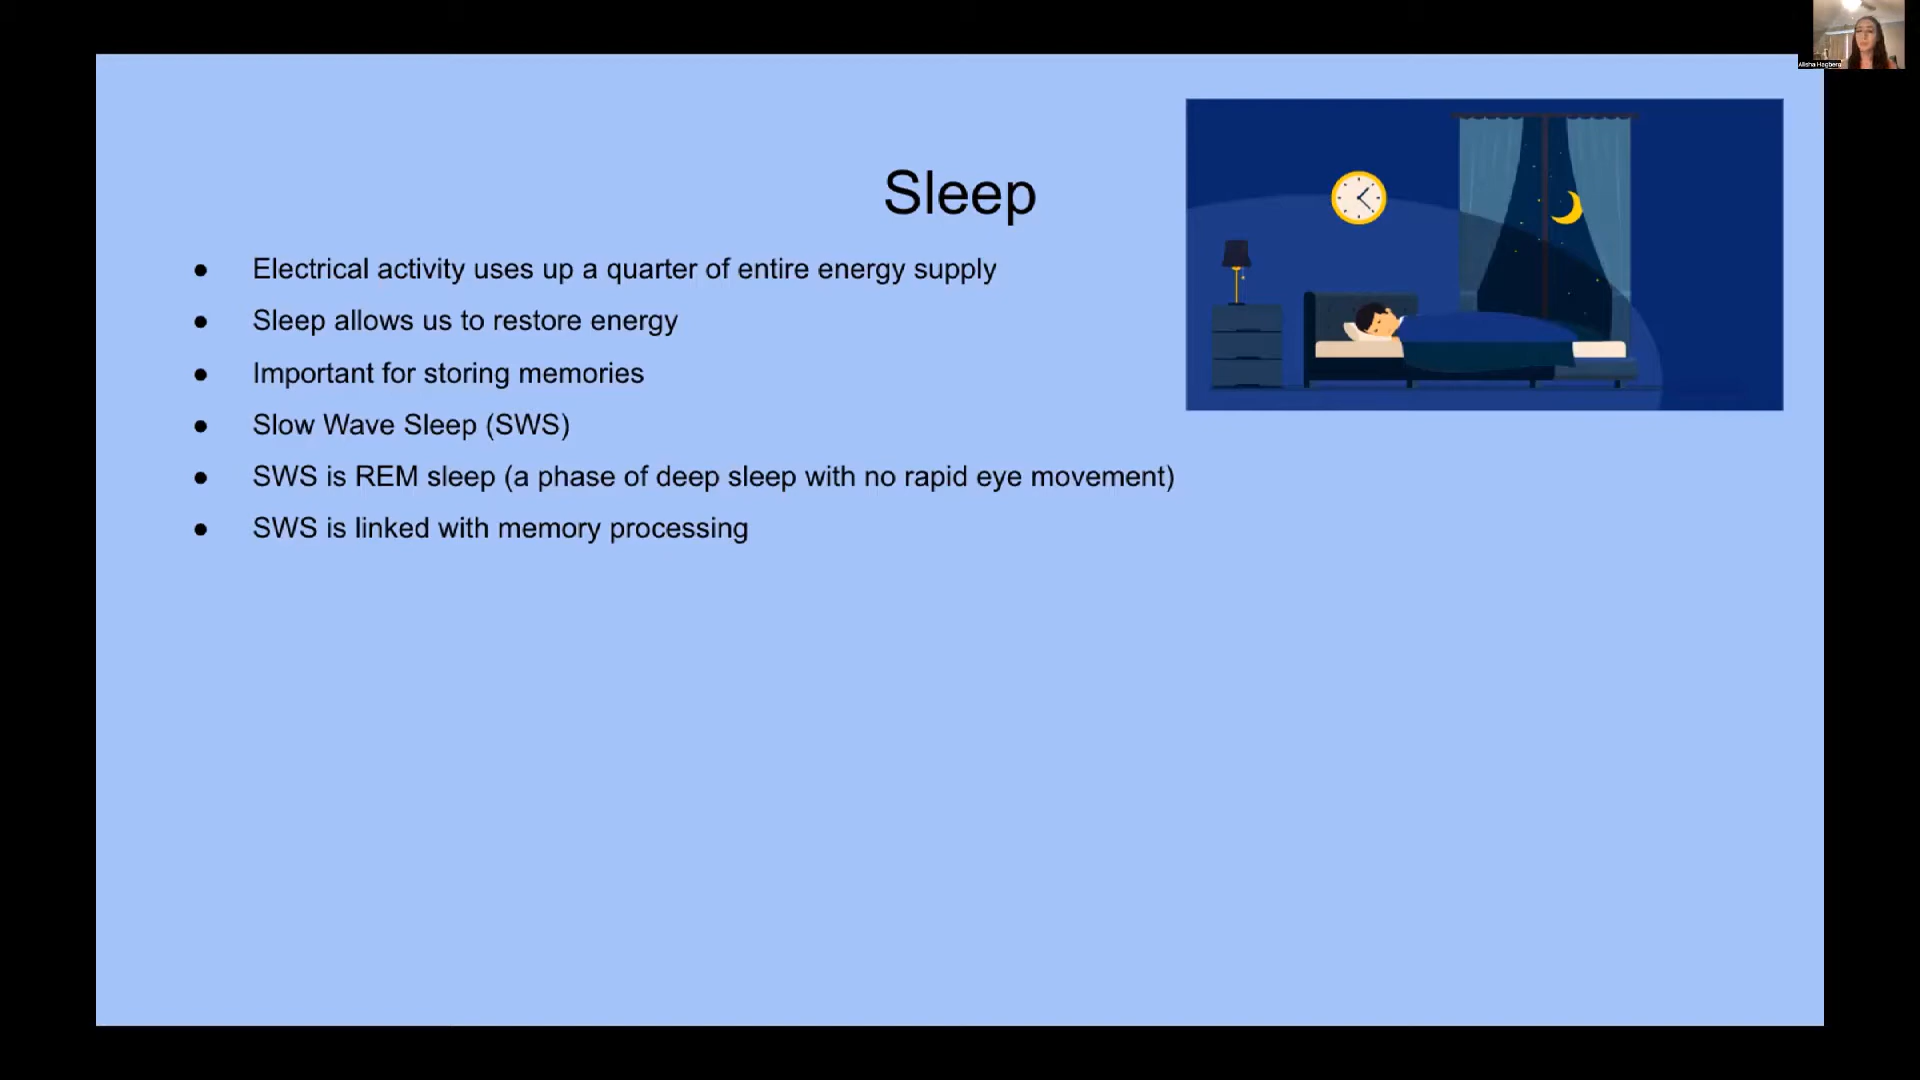 Alisha Hagberg
Sleep
● Electrical activity uses up a quarter of entire energy supply
● Sleep allows us to restore energy
● Important for storing memories
● Slow Wave Sleep (SWS)
● SWS is REM sleep (a phase of deep sleep with no rapid eye movement)
● SWS is linked with memory processing